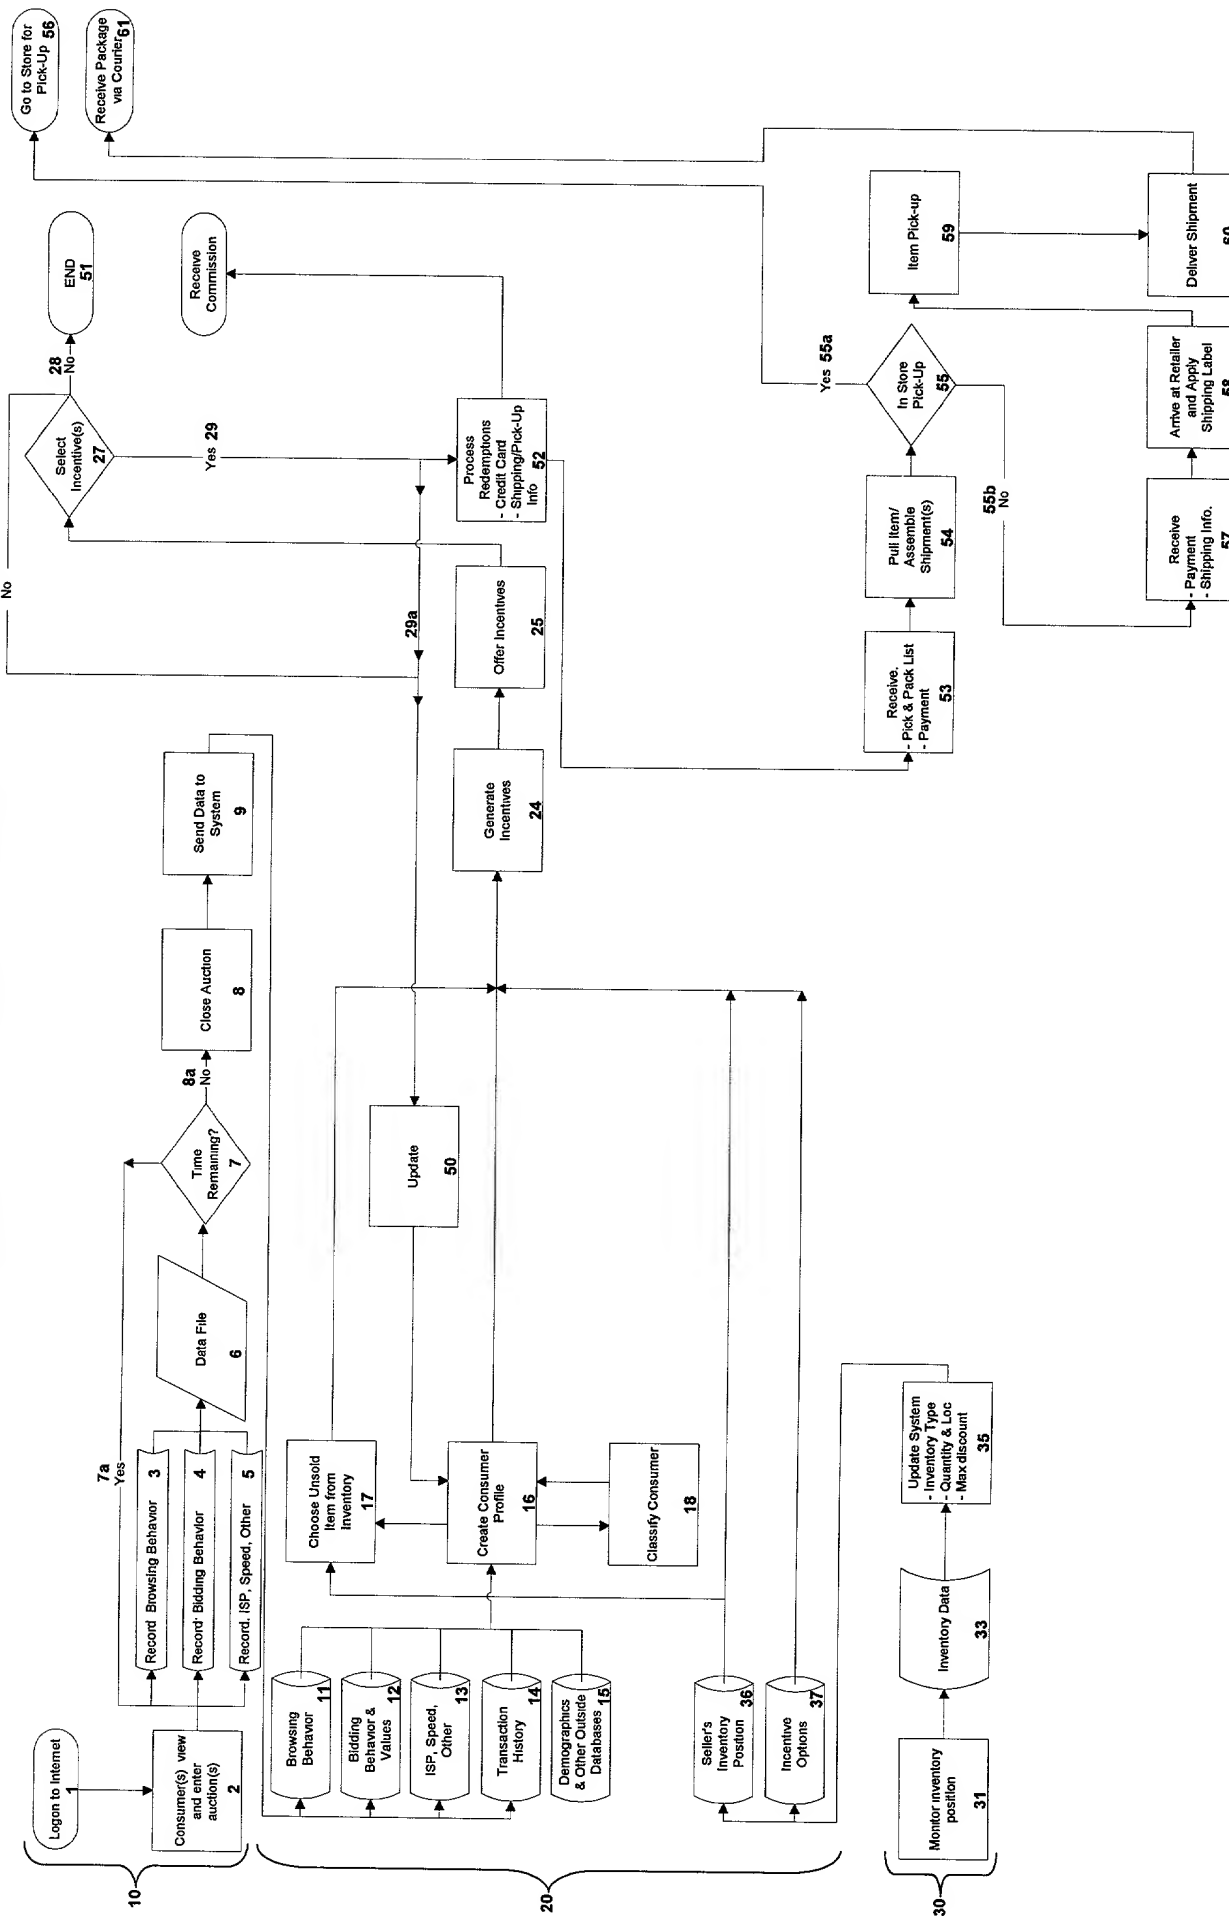 Logon to Internet
1
Consumer(s) view
and enter
auction(s)
2
10
7a
Yes
Record Browsing Behavior 3
Record: Bidding Behavior 4
Record. ISP, Speed, Other 5
Data File
6
Time
Remaining?
7
8a
No
Close Auction
8
Send Data to
System
9
No
Select
Incentive(s)
27
28
No
END
51
Yes 29
29a
Receive
Commission
Go to Store for
Pick-Up 56
Receive Package
via Courier 61
20
Browsing
Behavior
11
Bidding
Behavior &
Values
12
ISP, Speed,
Other
13
Transaction
History
14
Demographics
& Other Outside
Databases
15
Seller's
Inventory
Position
36
Incentive
Options
37
Choose Unsold
Item from
Inventory
17
Create Consumer
Profile
16
Classify Consumer
18
Update
50
Generate
Incentives
24
Offer Incentives
25
Process
Redemptions
- Credit Card
- Shipping/Pick-Up
Info
52
30
Monitor inventory
position
31
Inventory Data
33
Update System
- Inventory Type
- Quantity & Loc
- Max discount
35
Receive.
- Pick & Pack List
- Payment
53
Pull Item/
Assemble
Shipment(s)
54
In Store
Pick-Up
55
Yes 55a
55b
No
Receive
- Payment
- Shipping Info.
57
Arrive at Retailer
and Apply
Shipping Label
58
Item Pick-up
59
Deliver Shipment
60